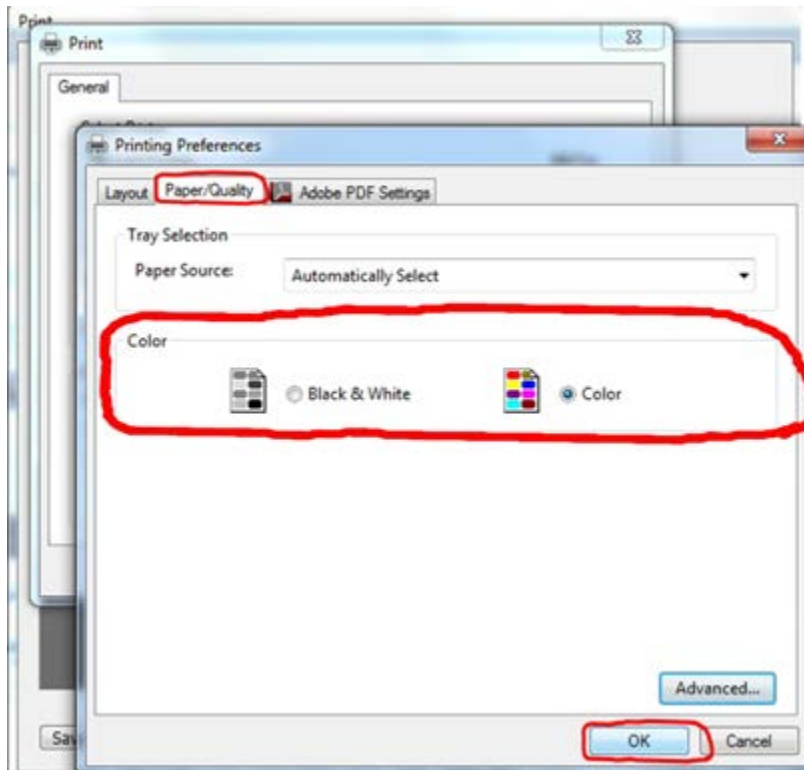 Print
Print
General
Printing Preferences
Layout Paper/Quality Adobe PDF Settings
Tray Selection
Paper Source: Automatically Select
Color
Black & White Color
Advanced...
OK Cancel